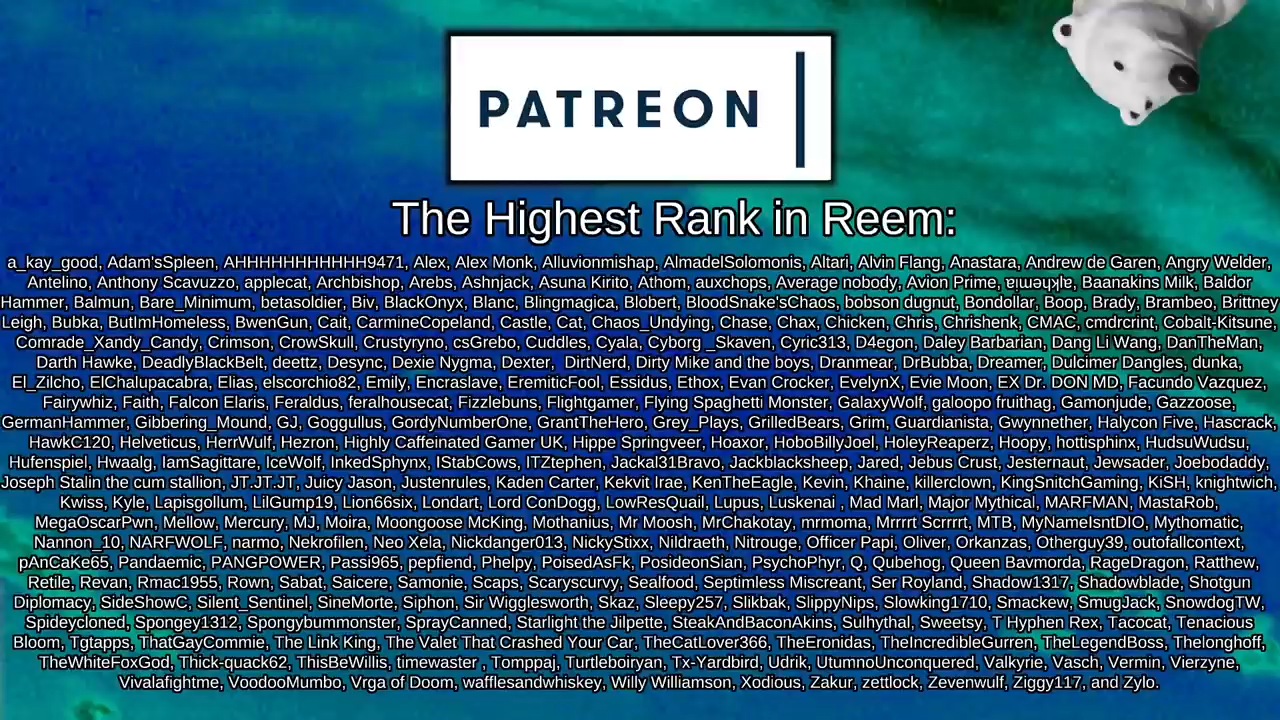 PATREON
The Highest Rank in Reem:
a_kay_good, Adam'sSpleen, AHHHHHHHHHHH9471, Alex, Alex Monk, Alluvionmishap, AlmadelSolomonis, Altari, Alvin Flang, Anastara, Andrew de Garen, Angry Welder,
Antelino, Anthony Scavuzzo, applecat, Archbishop, Arebs, Ashnjack, Asuna Kirito, Athom, auxchops, Average nobody, Avion Prime, Baanakins Milk, Baldor
Hammer, Balmun, Bare_Minimum, betasoldier, Biv, BlackOnyx, Blanc, Blingmagica, Blobert, BloodSnake'sChaos, bobson dugnut, Bondollar, Boop, Brady, Brambeo, Brittney
Leigh, Bubka, ButImHomeless, BwenGun, Cait, CarmineCopeland, Castle, Cat, Chaos_Undying, Chase, Chax, Chicken, Chris, Chrishenk, CMAC, cmdrcrint, Cobalt-Kitsune,
Comrade_Xandy_Candy, Crimson, CrowSkull, Crustyryno, csGrebo, Cuddles, Cyala, Cyborg _Skaven, Cyric313, D4egon, Daley Barbarian, Dang Li Wang, DanTheMan,
Darth Hawke, DeadlyBlackBelt, deettz, Desync, Dexie Nygma, Dexter, DirtNerd, Dirty Mike and the boys, Dranmear, DrBubba, Dreamer, Dulcimer Dangles, dunka,
El_Zilcho, ElChalupacabra, Elias, elscorchio82, Emily, Encraslave, EremiticFool, Essidus, Ethox, Evan Crocker, EvelynX, Evie Moon, EX Dr. DON MD, Facundo Vazquez,
Fairywhiz, Faith, Falcon Elaris, Feraldus, feralhousecat, Fizzlebuns, Flightgamer, Flying Spaghetti Monster, GalaxyWolf, galoopo fruithag, Gamonjude, Gazzoose,
GermanHammer, Gibbering_Mound, GJ, Goggullus, GordyNumberOne, GrantTheHero, Grey_Plays, GrilledBears, Grim, Guardianista, Gwynnether, Halycon Five, Hascrack,
HawkC120, Helveticus, HerrWulf, Hezron, Highly Caffeinated Gamer UK, Hippe Springveer, Hoaxor, HoboBillyJoel, HoleyReaperz, Hoopy, hottisphinx, HudsuWudsu,
Hufenspiel, Hwaalg, IamSagittare, IceWolf, InkedSphynx, IStabCows, ITZtephen, Jackal31Bravo, Jackblacksheep, Jared, Jebus Crust, Jesternaut, Jewsader, Joebodaddy,
Joseph Stalin the cum stallion, JT.JT.JT, Juicy Jason, Justenrules, Kaden Carter, Kekvit Irae, KenTheEagle, Kevin, Khaine, killerclown, KingSnitchGaming, KiSH, knightwich,
Kwiss, Kyle, Lapisgollum, LilGump19, Lion66six, Londart, Lord ConDogg, LowResQuail, Lupus, Luskenai , Mad Marl, Major Mythical, MARFMAN, MastaRob,
MegaOscarPwn, Mellow, Mercury, MJ, Moira, Moongoose McKing, Mothanius, Mr Moosh, MrChakotay, mrmoma, Mrrrrt Scrrrrt, MTB, MyNameIsntDIO, Mythomatic,
Nannon_10, NARFWOLF, narmo, Nekrofilen, Neo Xela, Nickdanger013, NickyStixx, Nildraeth, Nitrouge, Officer Papi, Oliver, Orkanzas, Otherguy39, outofallcontext,
pAnCaKe65, Pandaemic, PANGPOWER, Passi965, pepfiend, Phelpy, PoisedAsFk, PosideonSian, PsychoPhyr, Q, Qubehog, Queen Bavmorda, RageDragon, Ratthew,
Retile, Revan, Rmac1955, Rown, Sabat, Saicere, Samonie, Scaps, Scaryscurvy, Sealfood, Septimless Miscreant, Ser Royland, Shadow1317, Shadowblade, Shotgun
Diplomacy, SideShowC, Silent_Sentinel, SineMorte, Siphon, Sir Wigglesworth, Skaz, Sleepy257, Slikbak, SlippyNips, Slowking1710, Smackew, SmugJack, SnowdogTW,
Spideycloned, Spongey1312, Spongybummonster, SprayCanned, Starlight the Jilpette, SteakAndBaconAkins, Sulhythal, Sweetsy, T Hyphen Rex, Tacocat, Tenacious
Bloom, Tgtapps, ThatGayCommie, The Link King, The Valet That Crashed Your Car, TheCatLover366, TheEronidas, TheIncredibleGurren, TheLegendBoss, Thelonghoff,
TheWhiteFoxGod, Thick-quack62, ThisBeWillis, timewaster , Tomppaj, Turtleboiryan, Tx-Yardbird, Udrik, UtumnoUnconquered, Valkyrie, Vasch, Vermin, Vierzyne,
Vivalafightme, VoodooMumbo, Vrga of Doom, wafflesandwhiskey, Willy Williamson, Xodious, Zakur, zettlock, Zevenwulf, Ziggy117, and Zylo.